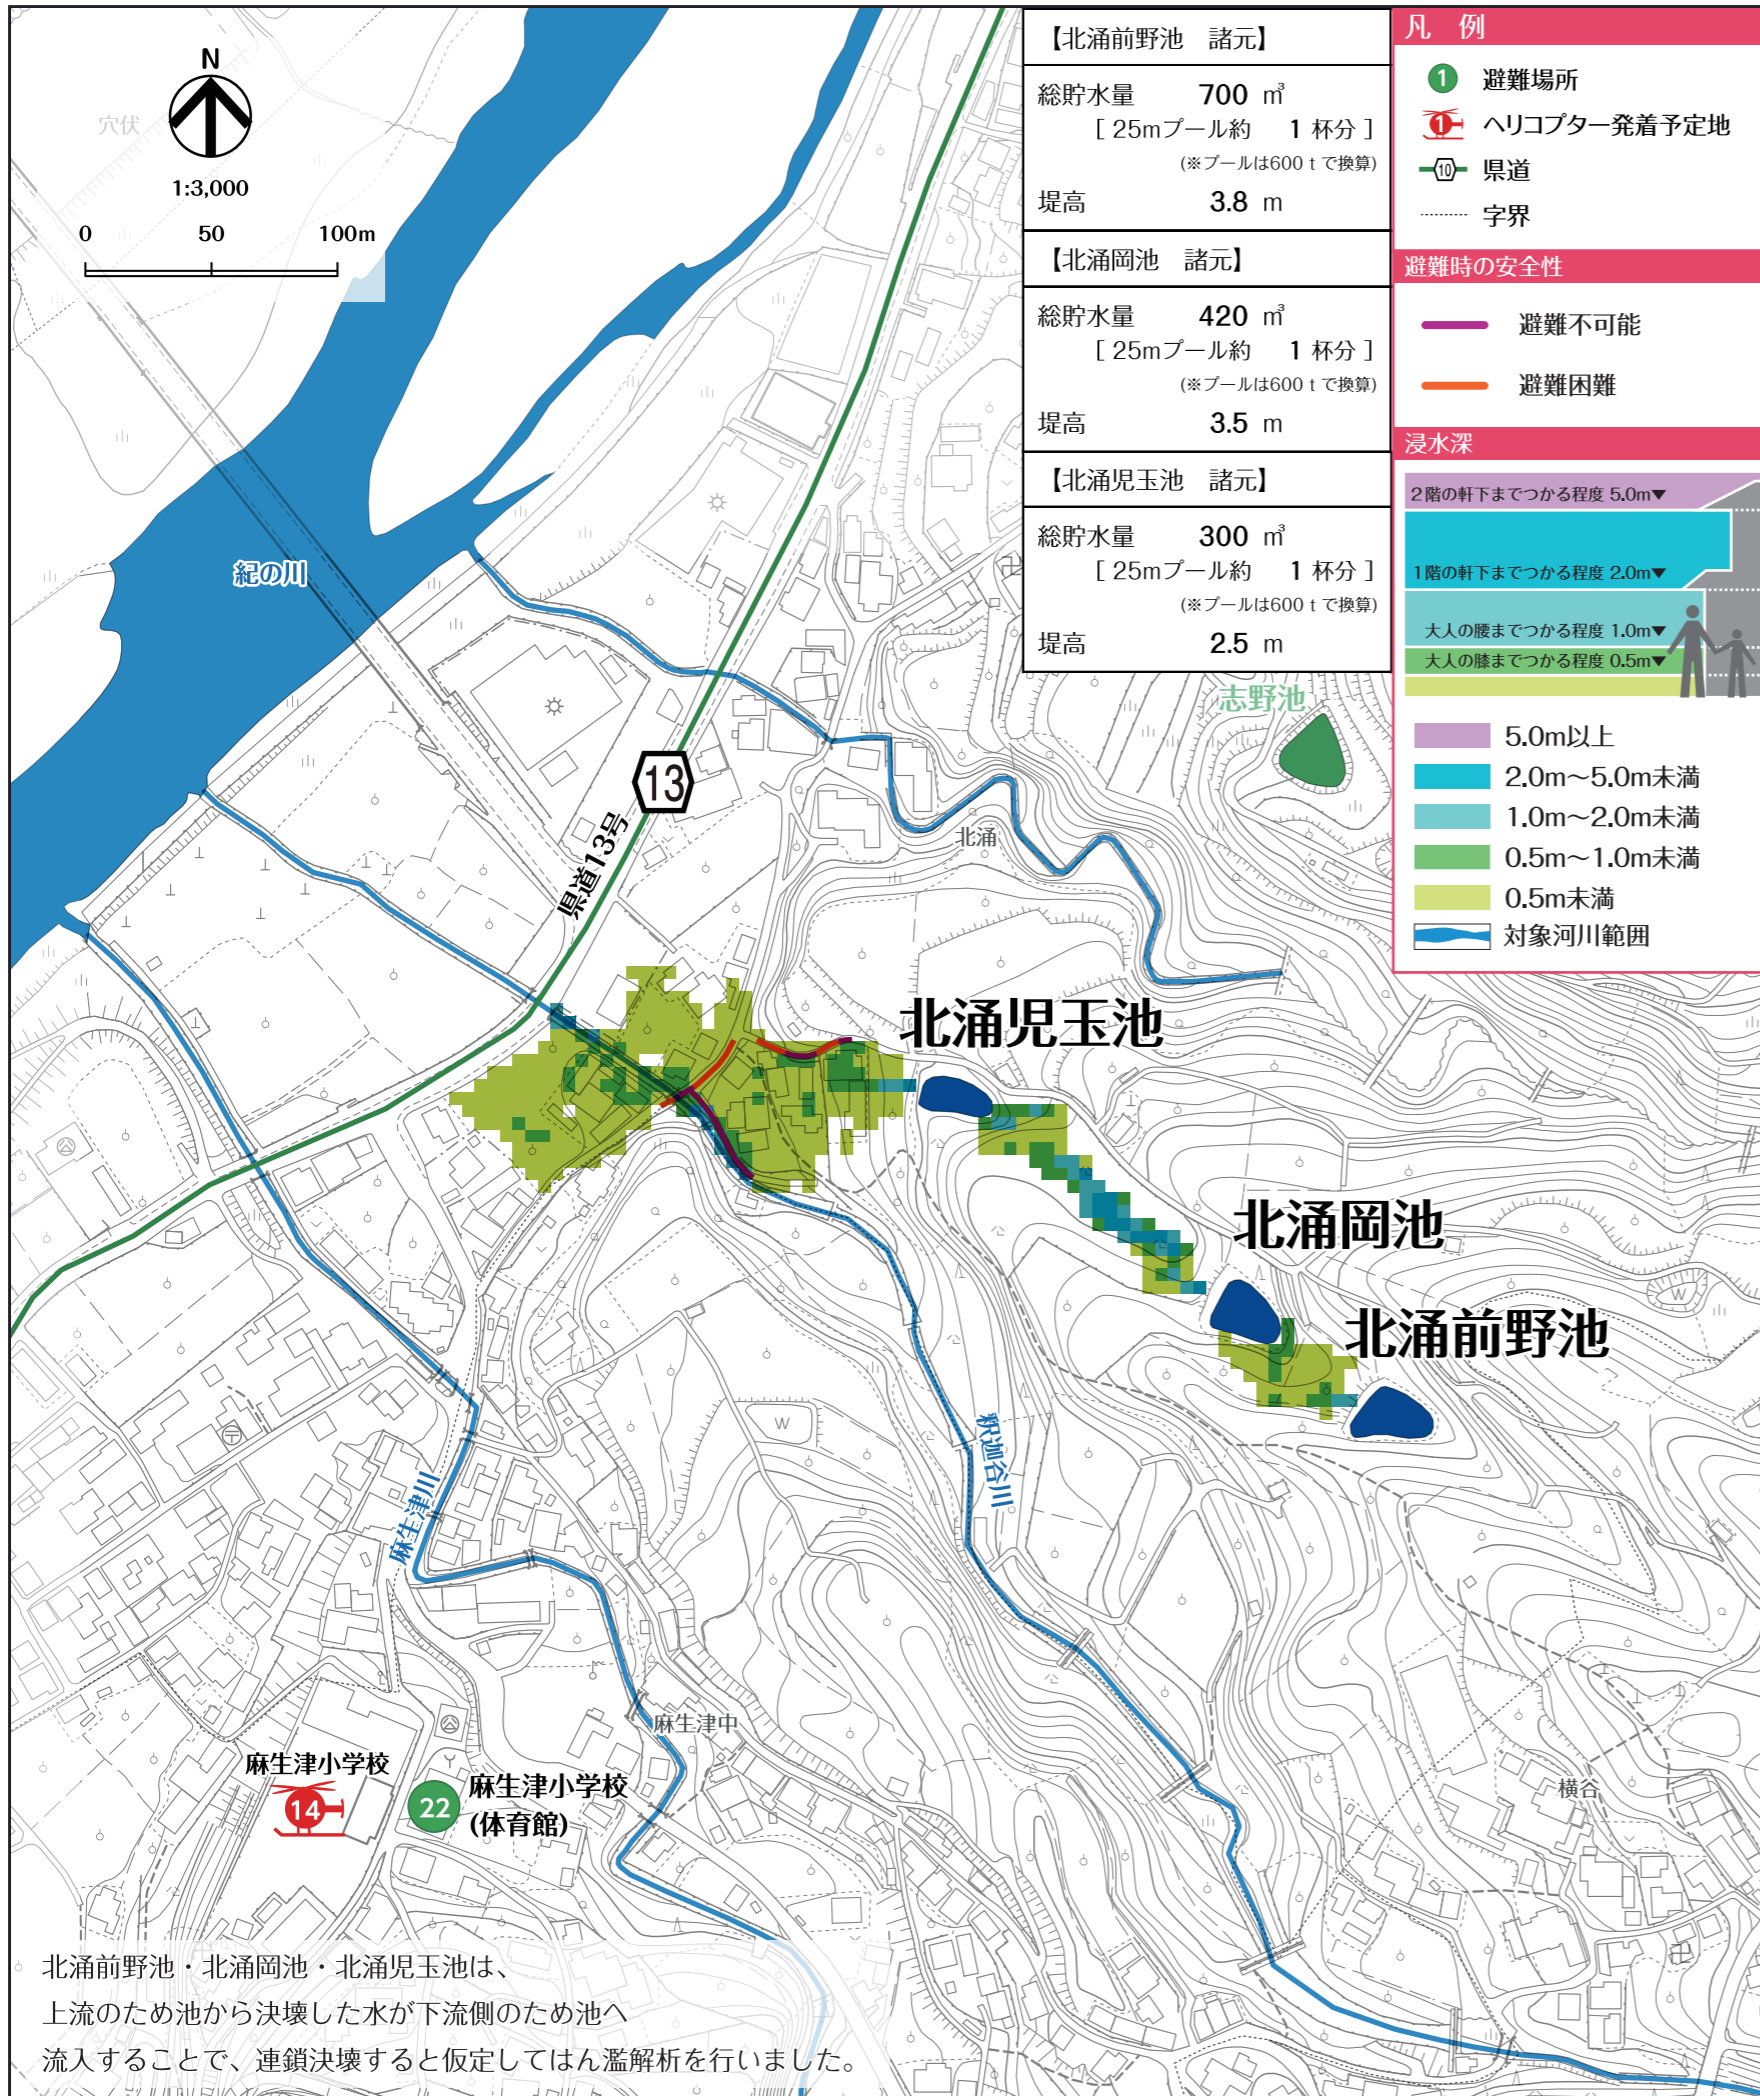 N
穴伏
1:3,000
0 50 100m
【北涌前野池 諸元】
総貯水量 700 ㎥
[ 25mプール約 1 杯分 ]
(※プールは600 t で換算)
堤高 3.8 m
【北涌岡池 諸元】
総貯水量 420 ㎥
[ 25mプール約 1 杯分 ]
(※プールは600 t で換算)
堤高 3.5 m
【北涌児玉池 諸元】
総貯水量 300 ㎥
[ 25mプール約 1 杯分 ]
(※プールは600 t で換算)
堤高 2.5 m
凡 例
1 避難場所
1 ヘリコプター発着予定地
10 県道
字界
避難時の安全性
避難不可能
避難困難
浸水深
2階の軒下までつかる程度 5.0m▼
1階の軒下までつかる程度 2.0m▼
大人の腰までつかる程度 1.0m▼
大人の膝までつかる程度 0.5m▼
5.0m以上
2.0m～5.0m未満
1.0m～2.0m未満
0.5m～1.0m未満
0.5m未満
対象河川範囲
紀の川
志野池
13
県道13号
北涌
北涌児玉池
北涌岡池
北涌前野池
W
W
釈迦谷川
麻生津川
麻生津中
横谷
麻生津小学校
14
22
麻生津小学校
(体育館)
北涌前野池・北涌岡池・北涌児玉池は、
上流のため池から決壊した水が下流側のため池へ
流入することで、連鎖決壊すると仮定してはん濫解析を行いました。